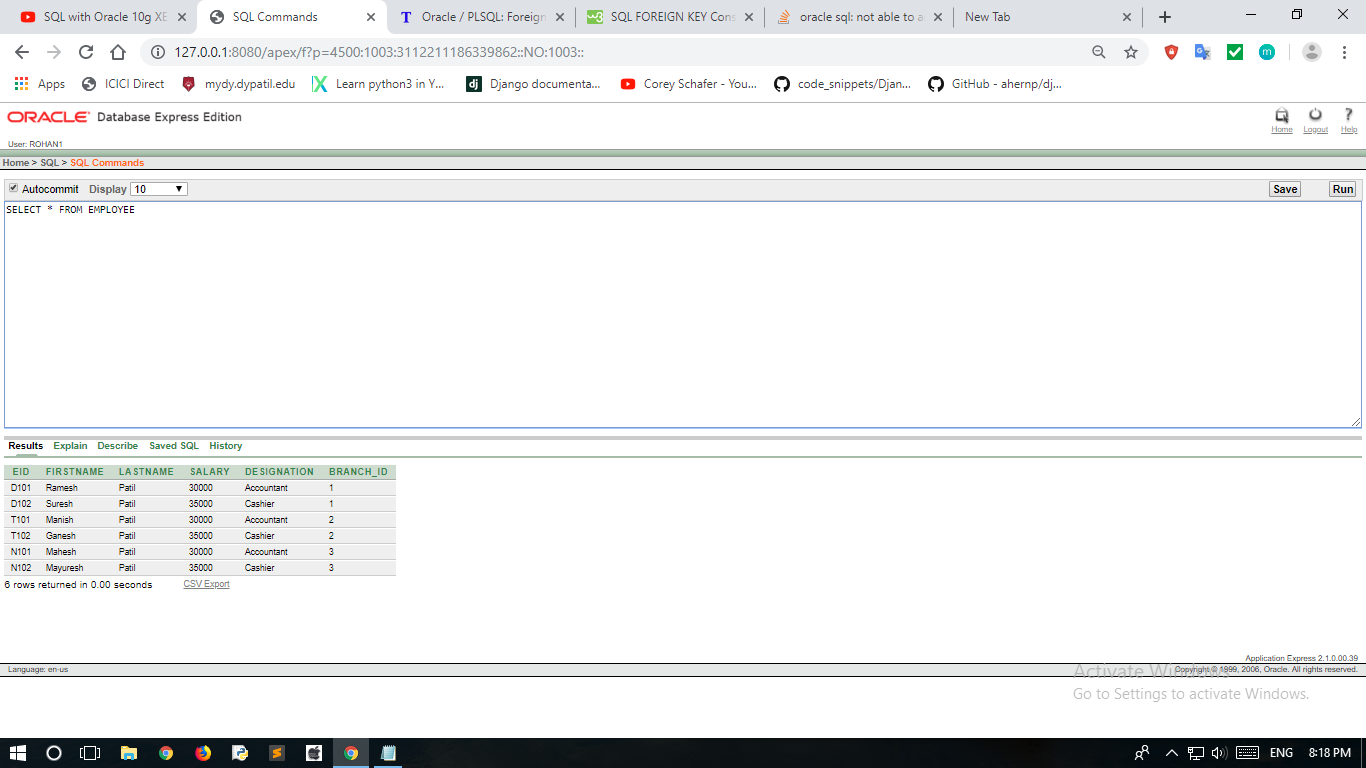 SQL with Oracle 10g XE SQL Commands Oracle / PLSQL: Foreign SQL FOREIGN KEY Cons oracle sql: not able to a New Tab
127.0.0.1:8080/apex/f?p=4500:1003:3112211186339862::NO:1003::
Apps ICICI Direct mydy.dypatil.edu Learn python3 in Y... dj Django documenta... Corey Schafer - You... code_snippets/Djan... GitHub - ahernp/dj...
ORACLE Database Express Edition
Home Logout Help
User: ROHAN1
Home > SQL > SQL Commands
Autocommit Display 10 Save Run
SELECT * FROM EMPLOYEE
Results Explain Describe Saved SQL History
EID FIRSTNAME LASTNAME SALARY DESIGNATION BRANCH_ID
D101 Ramesh Patil 30000 Accountant 1
D102 Suresh Patil 35000 Cashier 1
T101 Manish Patil 30000 Accountant 2
T102 Ganesh Patil 35000 Cashier 2
N101 Mahesh Patil 30000 Accountant 3
N102 Mayuresh Patil 35000 Cashier 3
6 rows returned in 0.00 seconds CSV Export
Application Express 2.1.0.00.39
Language: en-us Copyright © 1999, 2006, Oracle. All rights reserved.
Activate Windows
Go to Settings to activate Windows.
ENG 8:18 PM